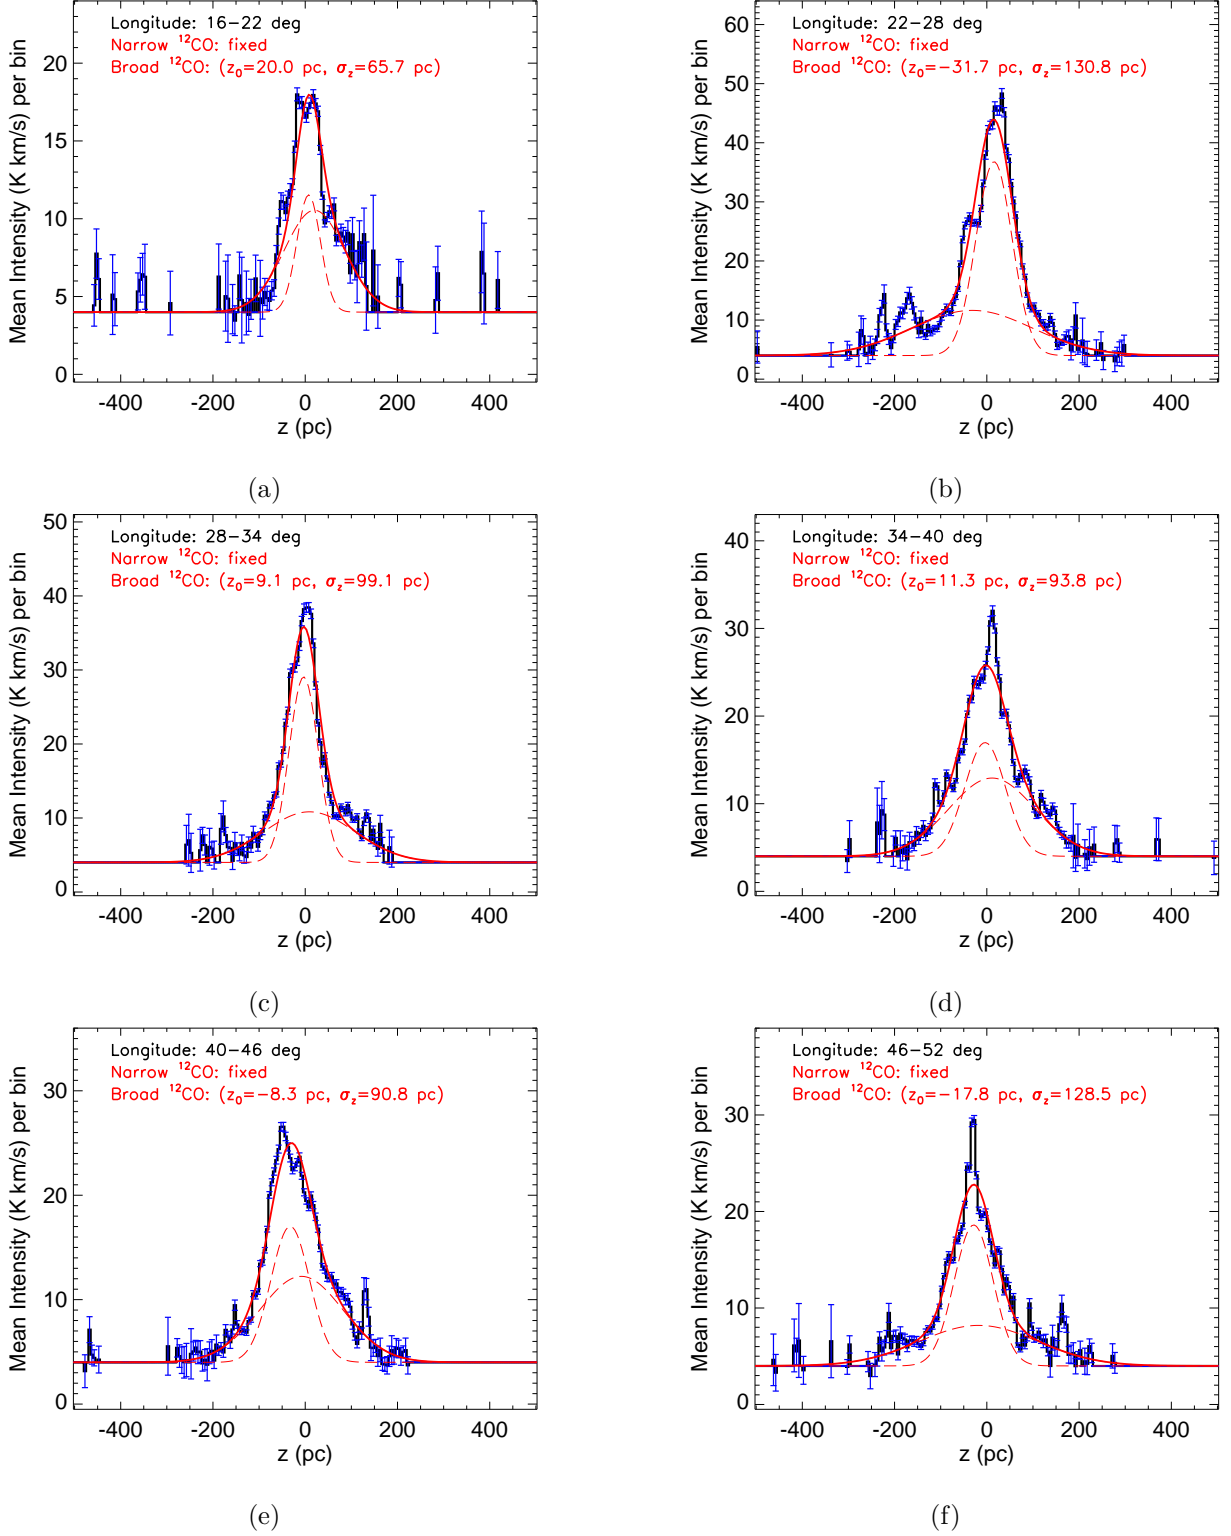 Longitude: 16−22 deg
Narrow ¹²CO: fixed
Broad ¹²CO: (z₀=20.0 pc, σ_z=65.7 pc)
Mean Intensity (K km/s) per bin
20
15
10
5
0
-400 -200 0 200 400
z (pc)
(a)
Longitude: 22−28 deg
Narrow ¹²CO: fixed
Broad ¹²CO: (z₀=−31.7 pc, σ_z=130.8 pc)
Mean Intensity (K km/s) per bin
60
50
40
30
20
10
0
-400 -200 0 200 400
z (pc)
(b)
Longitude: 28−34 deg
Narrow ¹²CO: fixed
Broad ¹²CO: (z₀=9.1 pc, σ_z=99.1 pc)
Mean Intensity (K km/s) per bin
50
40
30
20
10
0
-400 -200 0 200 400
z (pc)
(c)
Longitude: 34−40 deg
Narrow ¹²CO: fixed
Broad ¹²CO: (z₀=11.3 pc, σ_z=93.8 pc)
Mean Intensity (K km/s) per bin
40
30
20
10
0
-400 -200 0 200 400
z (pc)
(d)
Longitude: 40−46 deg
Narrow ¹²CO: fixed
Broad ¹²CO: (z₀=−8.3 pc, σ_z=90.8 pc)
Mean Intensity (K km/s) per bin
30
20
10
0
-400 -200 0 200 400
z (pc)
(e)
Longitude: 46−52 deg
Narrow ¹²CO: fixed
Broad ¹²CO: (z₀=−17.8 pc, σ_z=128.5 pc)
Mean Intensity (K km/s) per bin
30
20
10
0
-400 -200 0 200 400
z (pc)
(f)